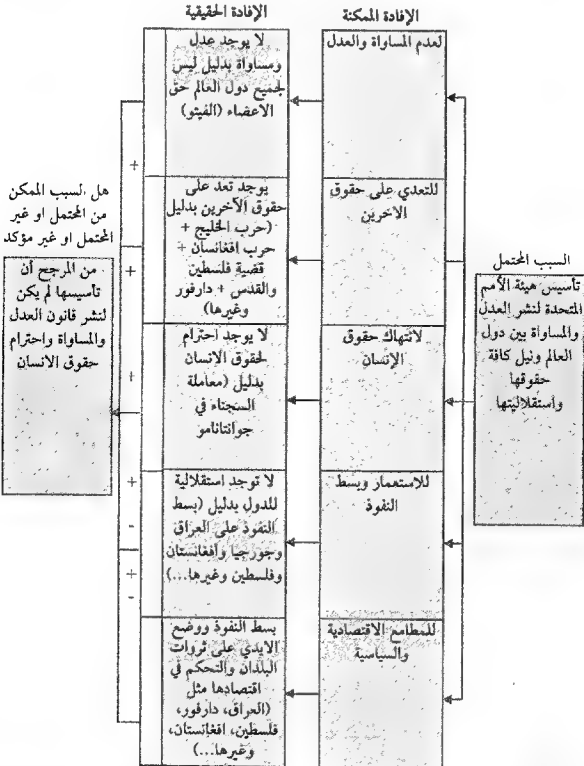 السبب المحتمل
تأسيس هيئة الأمم
المتحدة لنشر العدل
والمساواة بين دول
العالم ونيل كافة
حقوقها
واستقلاليتها
الإفادة الممكنة
لعدم المساواة والعدل
للتعدي على حقوق
الآخرين
لانتهاك حقوق
الإنسان
للاستعمار وبسط
النفوذ
للمطامع الاقتصادية
والسياسية
الإفادة الحقيقية
لا يوجد عدل
ومساواة بدليل ليس
لجميع دول العالم حق
الاعضاء (الفيتو)
يوجد تعد على
حقوق الآخرين بدليل
(حرب الخليج +
حرب افغانسان +
قضية فلسطين
والقدس + دارفور
وغيرها)
لا يوجد احترام
لحقوق الانسان
بدليل (معاملة
السجناء في
جوانتانامو
لا توجد استقلالية
للدول بدليل (بسط
النفوذ على العراق
وجورجيا وافغانستان
وفلسطين وغيرها...)
بسط النفوذ ووضع
الايدي على ثروات
البلدان والتحكم في
اقتصادها مثل
(العراق، دارفور،
فلسطين، افغانستان،
وغيرها...)
+
+
+
+
-
+
-
هل لسبب الممكن
من المحتمل او غير
المحتمل او غير مؤكد
من المرجح أن
تأسيسها لم يكن
لنشر قانون العدل
والمساواة واحترام
حقوق الانسان